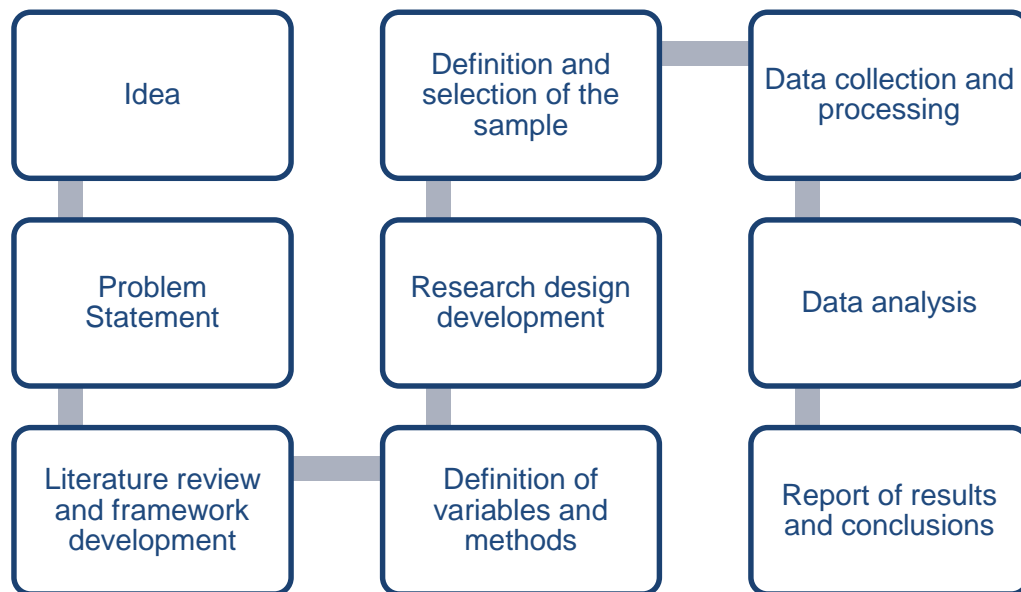 Idea
Problem
Statement
Literature review
and framework
development
Definition of
variables and
methods
Research design
development
Definition and
selection of the
sample
Data collection and
processing
Data analysis
Report of results
and conclusions